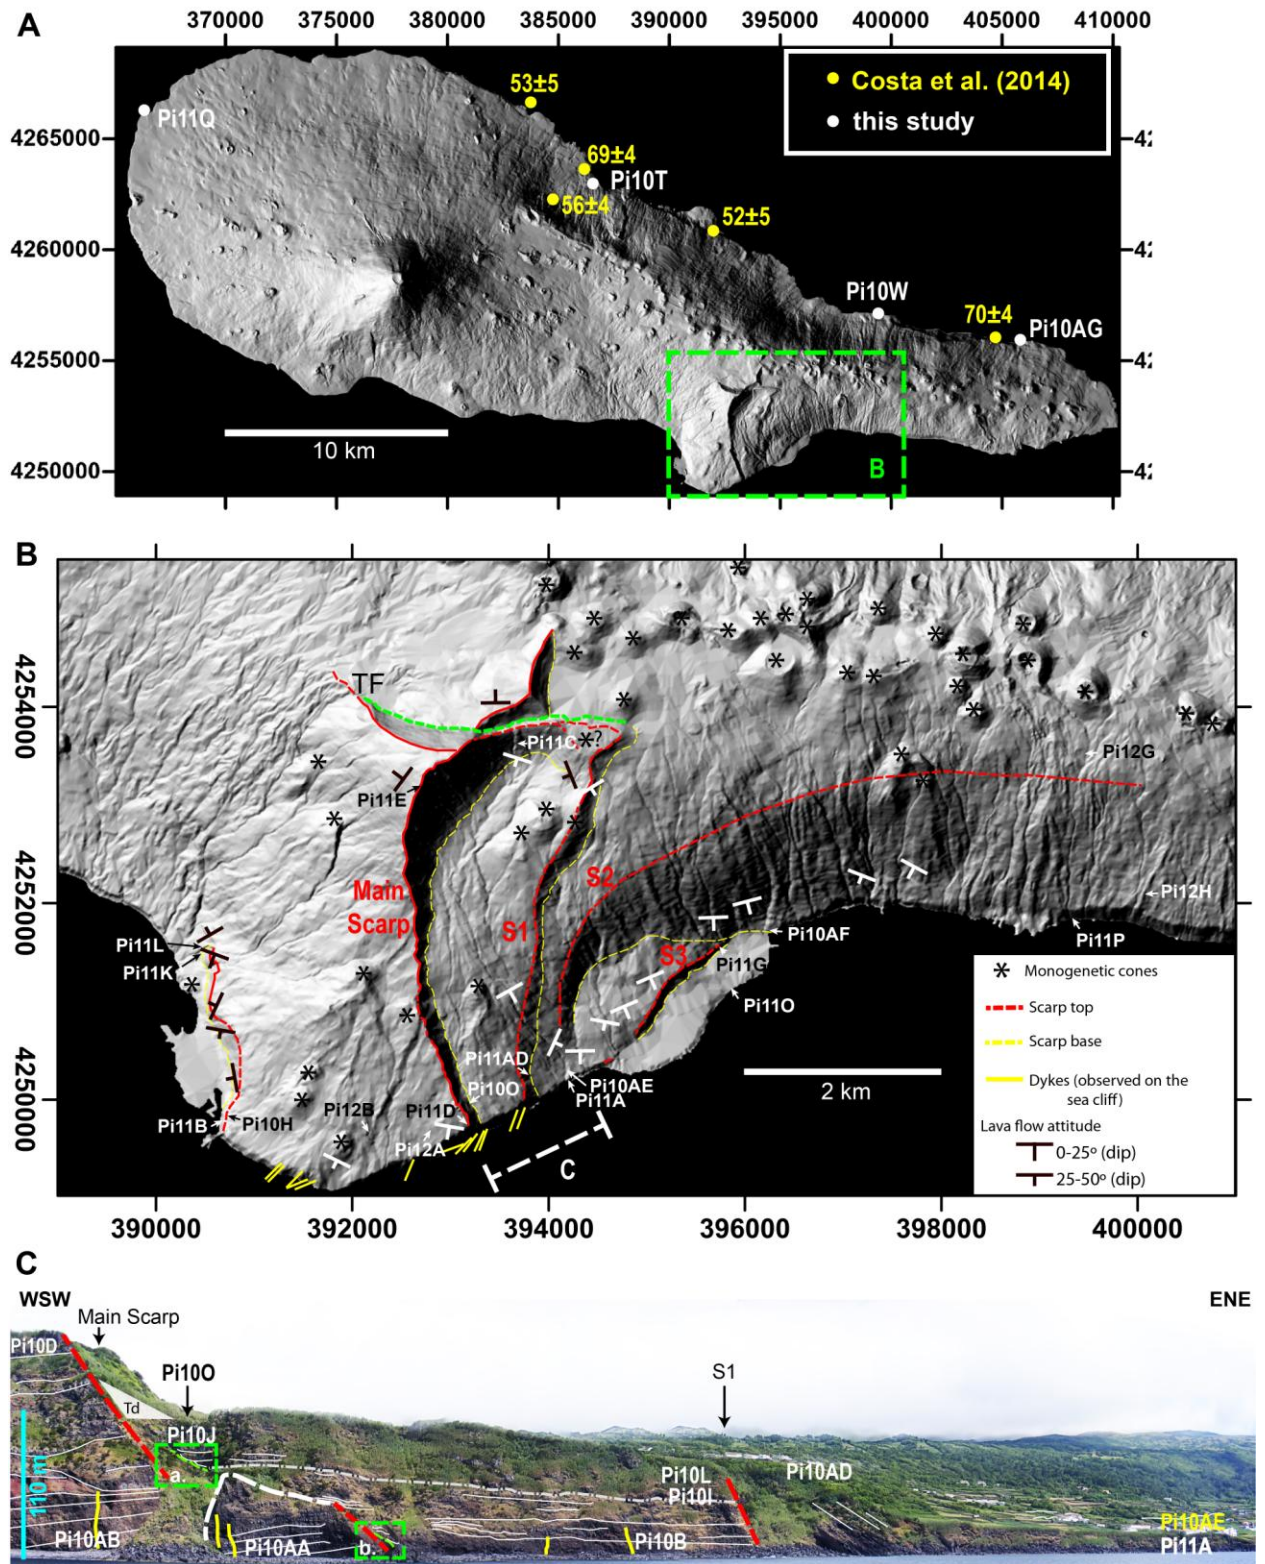 A
370000 375000 380000 385000 390000 395000 400000 405000 410000
Costa et al. (2014)
this study
53±5
Pi11Q
4265000
69±4
Pi10T
56±4
52±5
4260000
Pi10W
70±4
Pi10AG
4255000
10 km
B
4250000
B
TF
4254000
Pi11C
?
Pi12G
Pi11E
Main
Scarp
S2
4252000
S1
Pi12H
Pi11L
Pi11K
S3
Pi10AF
Pi11P
Pi11G
Pi11O
Monogenetic cones
Scarp top
Scarp base
Dykes (observed on the
sea cliff)
Lava flow attitude
0-25º (dip)
25-50º (dip)
2 km
Pi11AD
Pi10O
Pi10AE
Pi11A
4250000
Pi11B
Pi10H
Pi12B
Pi11D
Pi12A
C
390000 392000 394000 396000 398000 400000
C
WSW
ENE
Main Scarp
Pi10D
Pi10O
S1
Td
Pi10J
a.
110 m
Pi10L
Pi10I
Pi10AD
Pi10AB
Pi10AA
b.
Pi10B
Pi10AE
Pi11A